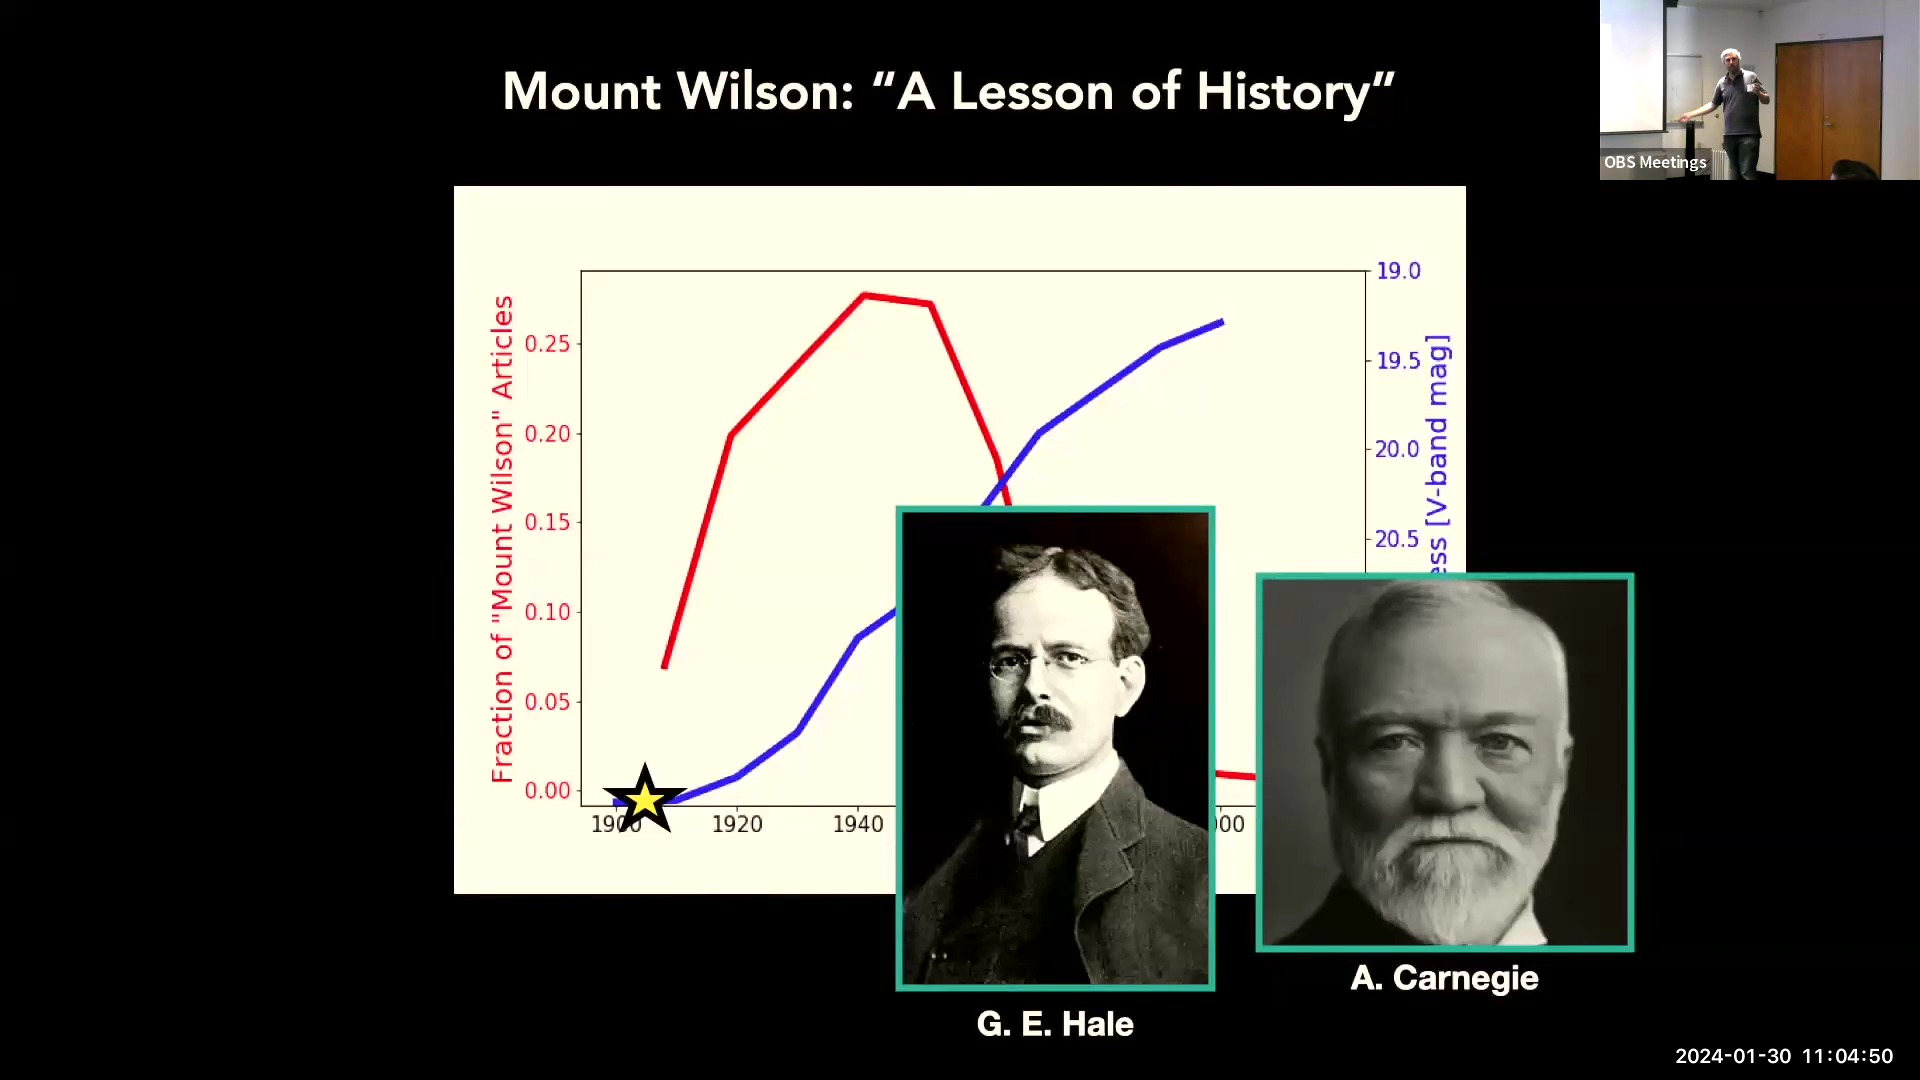 Mount Wilson: “A Lesson of History”
OBS Meetings
Fraction of "Mount Wilson" Articles
0.25
0.20
0.15
0.10
0.05
0.00
1920
1940
19.0
19.5
20.0
20.5
[V-band mag]
G. E. Hale
A. Carnegie
2024-01-30 11:04:50